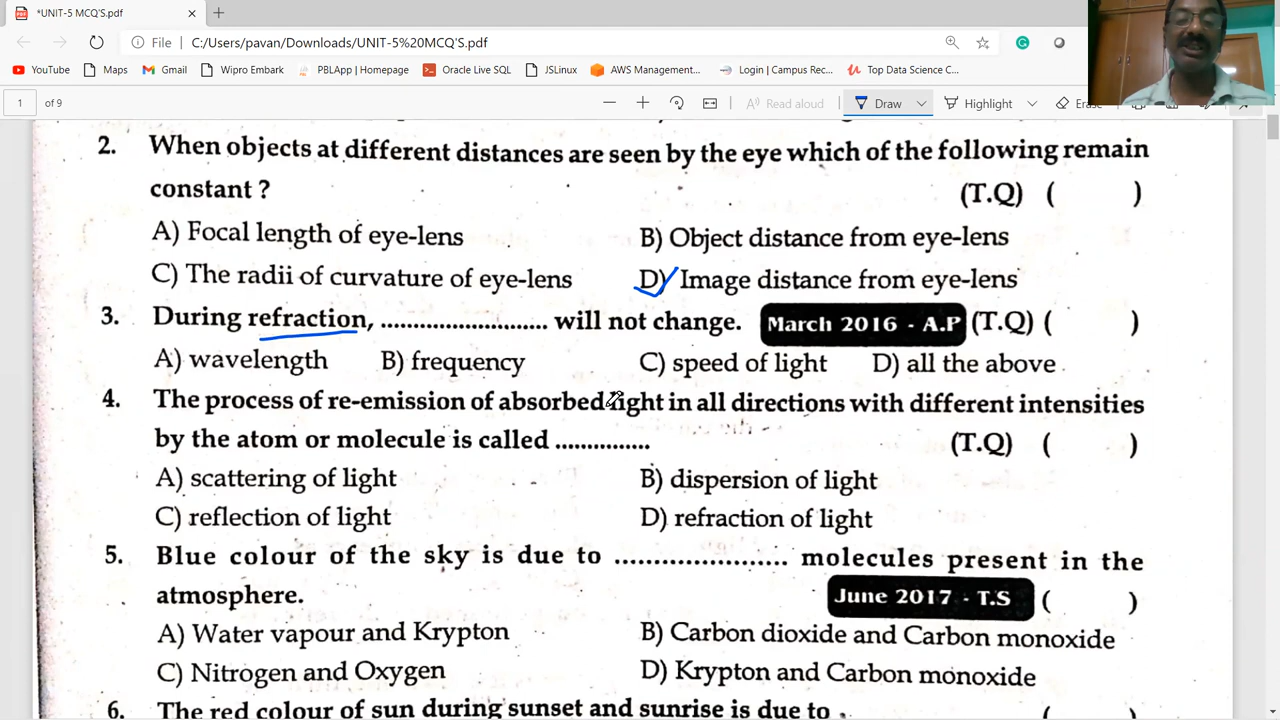 *UNIT-5 MCQ'S.pdf
File C:/Users/pavan/Downloads/UNIT-5%20MCQ'S.pdf
YouTube Maps Gmail Wipro Embark PBLApp | Homepage Oracle Live SQL JSLinux AWS Management... Login | Campus Rec... Top Data Science C...
1 of 9 Read aloud Draw Highlight
2. When objects at different distances are seen by the eye which of the following remain
constant ? (T.Q) ( )
A) Focal length of eye-lens B) Object distance from eye-lens
C) The radii of curvature of eye-lens D) Image distance from eye-lens
3. During refraction, ............................ will not change. March 2016 - A.P (T.Q) ( )
A) wavelength B) frequency C) speed of light D) all the above
4. The process of re-emission of absorbed light in all directions with different intensities
by the atom or molecule is called .............. (T.Q) ( )
A) scattering of light B) dispersion of light
C) reflection of light D) refraction of light
5. Blue colour of the sky is due to ...................... molecules present in the
atmosphere. June 2017 - T.S ( )
A) Water vapour and Krypton B) Carbon dioxide and Carbon monoxide
C) Nitrogen and Oxygen D) Krypton and Carbon monoxide
6. The red colour of sun during sunset and sunrise is due to